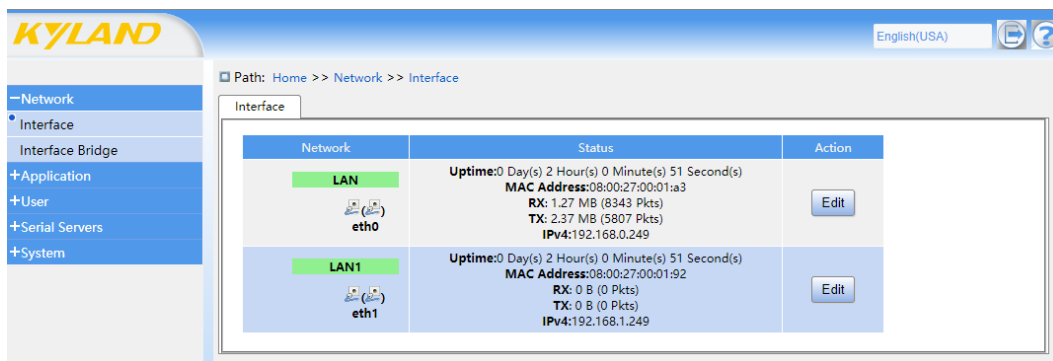 KYLAND
English(USA)
Path: Home >> Network >> Interface
−Network
Interface
Interface Bridge
+Application
+User
+Serial Servers
+System
Interface
Network Status Action
LAN
eth0
Uptime:0 Day(s) 2 Hour(s) 0 Minute(s) 51 Second(s)
MAC Address:08:00:27:00:01:a3
RX: 1.27 MB (8343 Pkts)
TX: 2.37 MB (5807 Pkts)
IPv4:192.168.0.249
Edit
LAN1
eth1
Uptime:0 Day(s) 2 Hour(s) 0 Minute(s) 51 Second(s)
MAC Address:08:00:27:00:01:92
RX: 0 B (0 Pkts)
TX: 0 B (0 Pkts)
IPv4:192.168.1.249
Edit